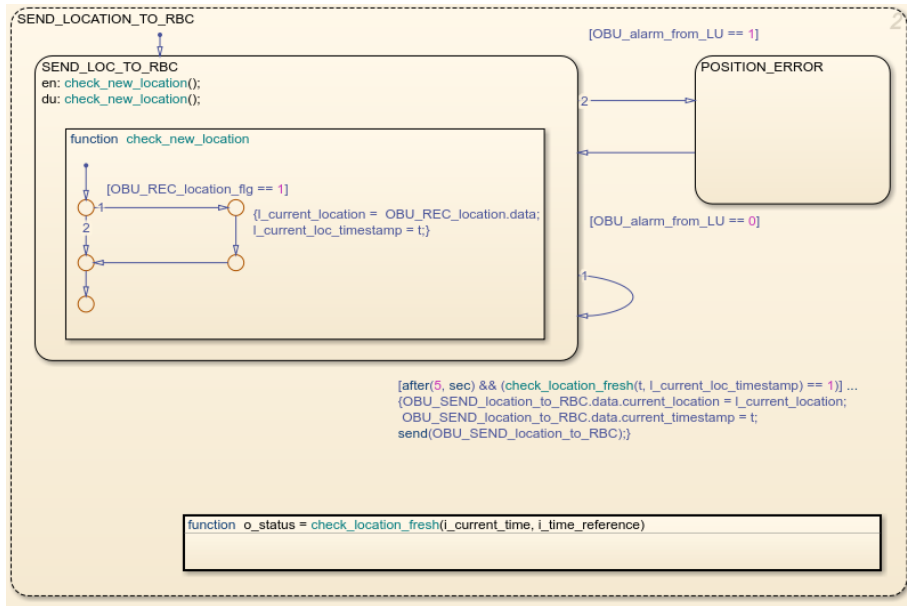 SEND_LOCATION_TO_RBC
2
[OBU_alarm_from_LU == 1]
SEND_LOC_TO_RBC
en: check_new_location();
du: check_new_location();
POSITION_ERROR
2
function check_new_location
[OBU_REC_location_flg == 1]
1
{l_current_location = OBU_REC_location.data;
l_current_loc_timestamp = t;}
2
[OBU_alarm_from_LU == 0]
1
[after(5, sec) && (check_location_fresh(t, l_current_loc_timestamp) == 1)] ...
{OBU_SEND_location_to_RBC.data.current_location = l_current_location;
OBU_SEND_location_to_RBC.data.current_timestamp = t;
send(OBU_SEND_location_to_RBC);}
function o_status = check_location_fresh(i_current_time, i_time_reference)